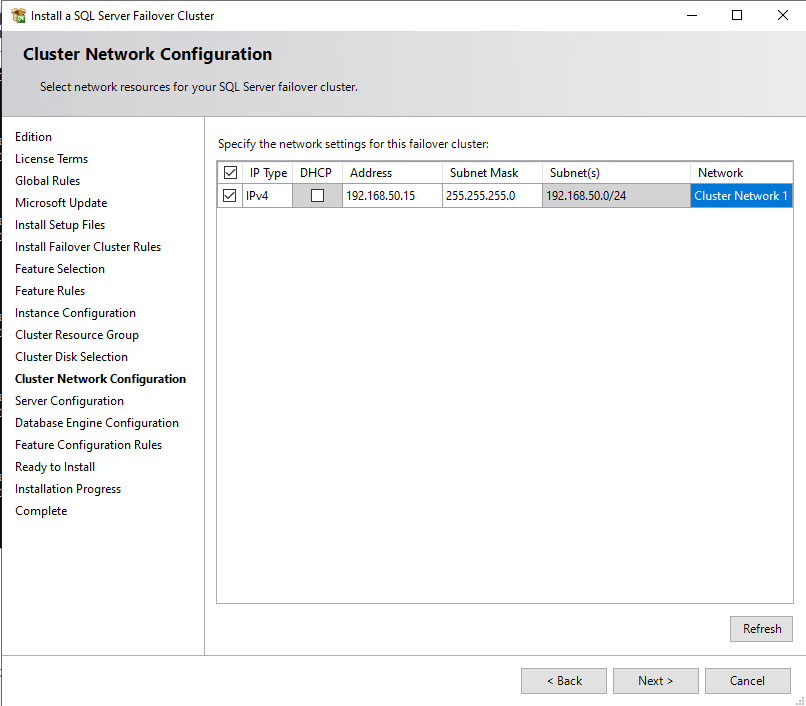 Install a SQL Server Failover Cluster
Cluster Network Configuration
Select network resources for your SQL Server failover cluster.
Edition
License Terms
Global Rules
Microsoft Update
Install Setup Files
Install Failover Cluster Rules
Feature Selection
Feature Rules
Instance Configuration
Cluster Resource Group
Cluster Disk Selection
Cluster Network Configuration
Server Configuration
Database Engine Configuration
Feature Configuration Rules
Ready to Install
Installation Progress
Complete
Specify the network settings for this failover cluster:
IP Type DHCP Address Subnet Mask Subnet(s) Network
IPv4 192.168.50.15 255.255.255.0 192.168.50.0/24 Cluster Network 1
Refresh
< Back Next > Cancel